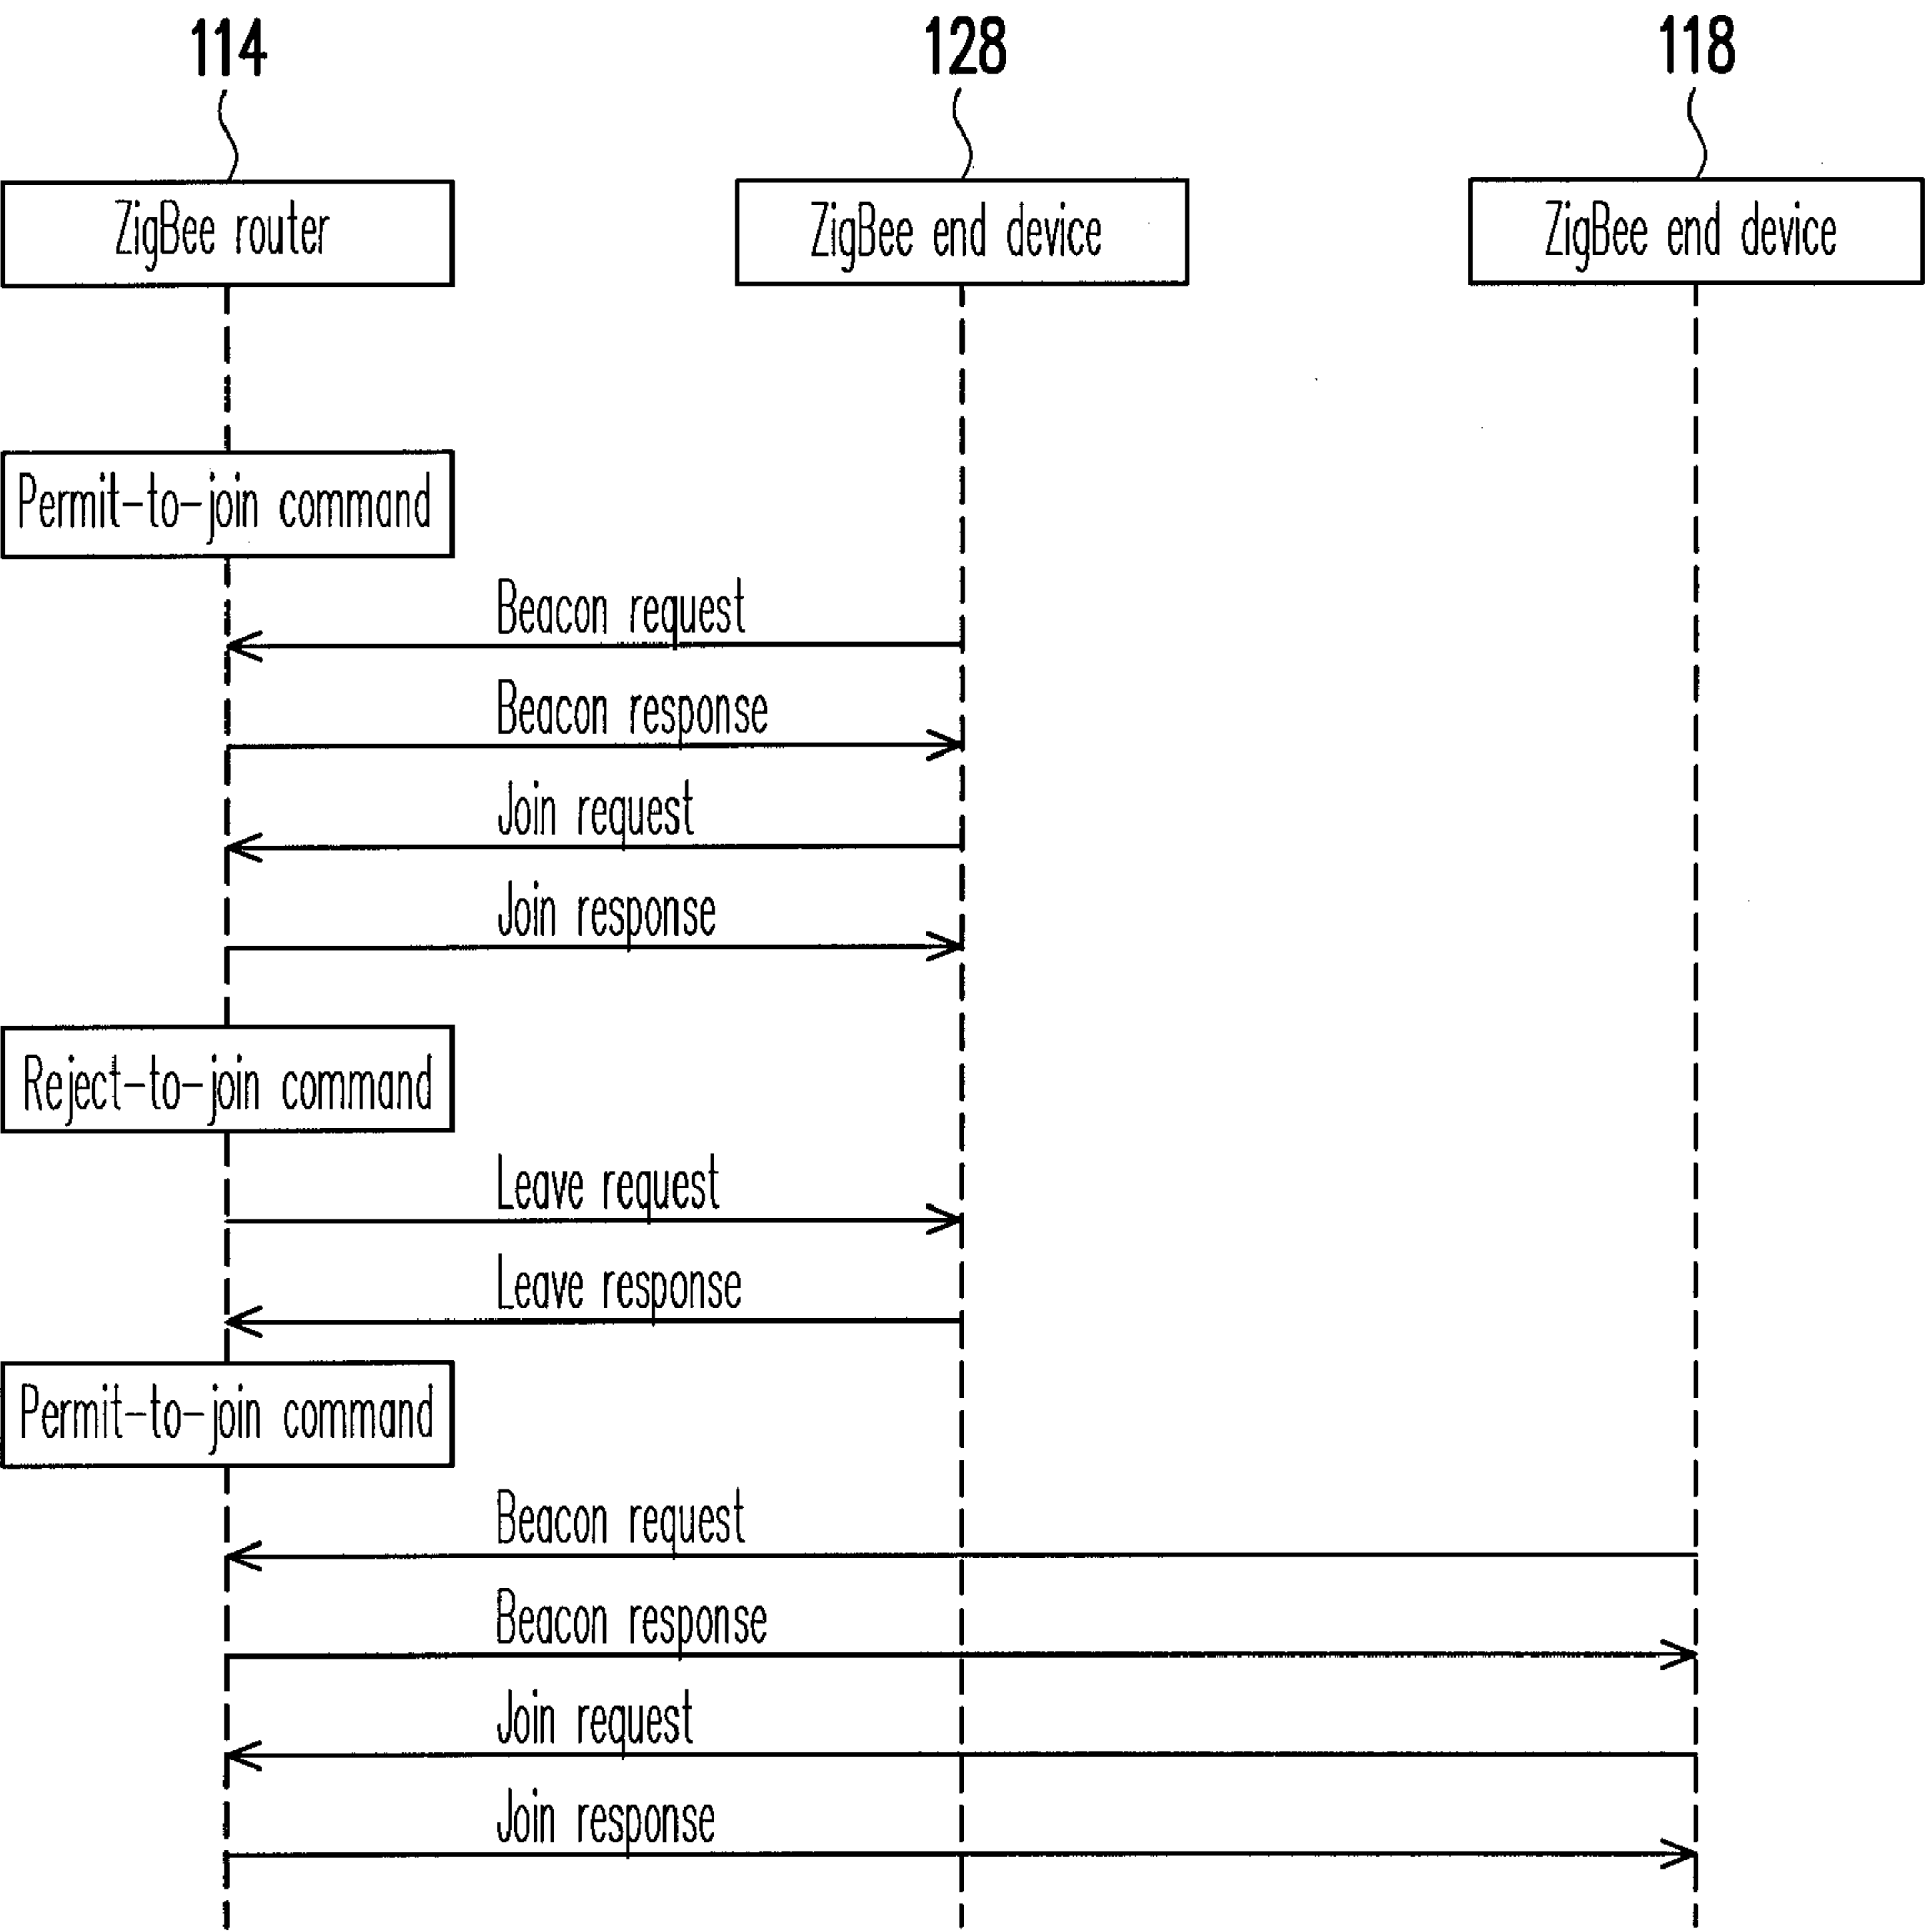 114
128
118
ZigBee router
ZigBee end device
ZigBee end device
Permit-to-join command
Beacon request
Beacon response
Join request
Join response
Reject-to-join command
Leave request
Leave response
Permit-to-join command
Beacon request
Beacon response
Join request
Join response